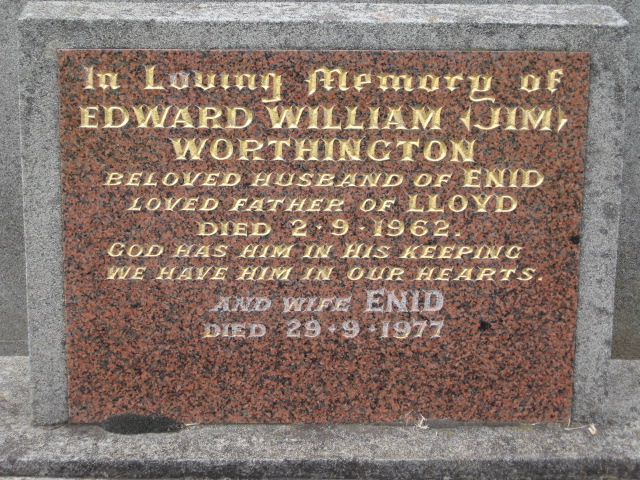 In Loving Memory of
EDWARD WILLIAM (JIM)
WORTHINGTON
BELOVED HUSBAND OF ENID
LOVED FATHER OF LLOYD
DIED 2·9·1962.
GOD HAS HIM IN HIS KEEPING
WE HAVE HIM IN OUR HEARTS.
AND WIFE ENID
DIED 29·9·1977